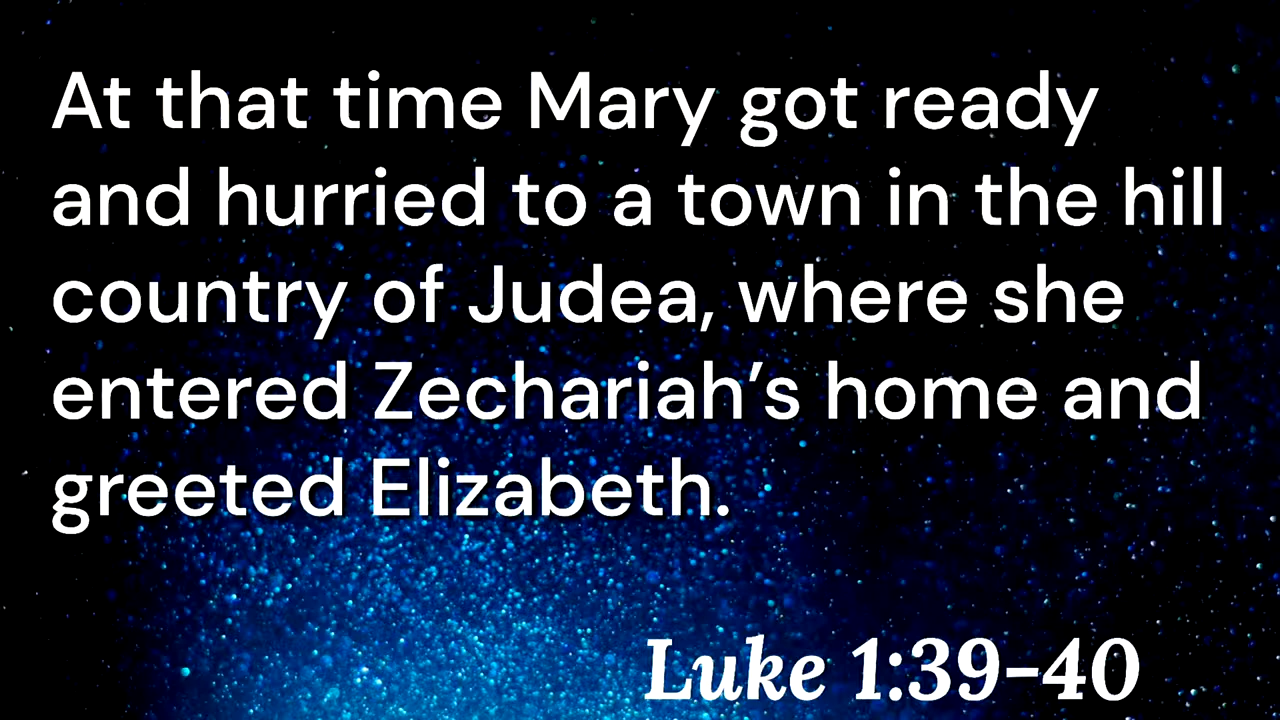 At that time Mary got ready
and hurried to a town in the hill
country of Judea, where she
entered Zechariah’s home and
greeted Elizabeth.
Luke 1:39–40